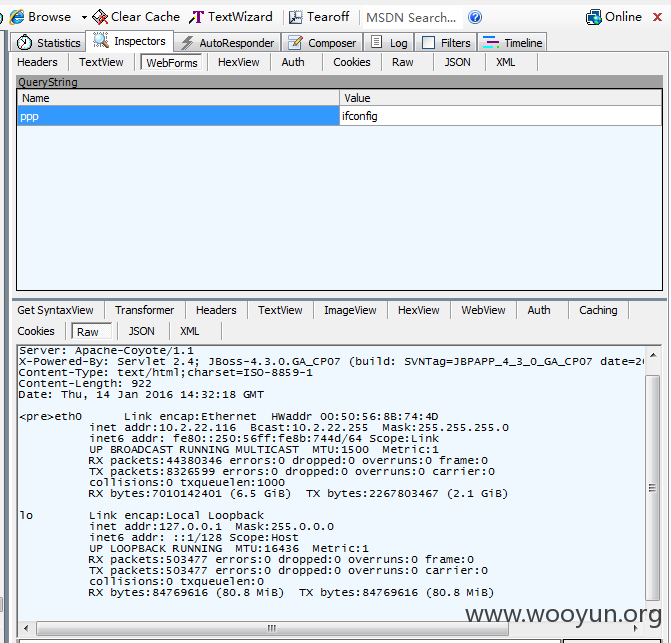 Browse Clear Cache TextWizard Tearoff MSDN Search... Online
Statistics Inspectors AutoResponder Composer Log Filters Timeline
Headers TextView WebForms HexView Auth Cookies Raw JSON XML
QueryString
Name Value
ppp ifconfig
Get SyntaxView Transformer Headers TextView ImageView HexView WebView Auth Caching
Cookies Raw JSON XML
Server: Apache-Coyote/1.1
X-Powered-By: Servlet 2.4; JBoss-4.3.0.GA_CP07 (build: SVNTag=JBPAPP_4_3_0_GA_CP07 date=20
Content-Type: text/html;charset=ISO-8859-1
Content-Length: 922
Date: Thu, 14 Jan 2016 14:32:18 GMT
<pre>eth0 Link encap:Ethernet HWaddr 00:50:56:8B:74:4D
inet addr:10.2.22.116 Bcast:10.2.22.255 Mask:255.255.255.0
inet6 addr: fe80::250:56ff:fe8b:744d/64 Scope:Link
UP BROADCAST RUNNING MULTICAST MTU:1500 Metric:1
RX packets:44380346 errors:0 dropped:0 overruns:0 frame:0
TX packets:8326599 errors:0 dropped:0 overruns:0 carrier:0
collisions:0 txqueuelen:1000
RX bytes:7010142401 (6.5 GiB) TX bytes:2267803467 (2.1 GiB)
lo Link encap:Local Loopback
inet addr:127.0.0.1 Mask:255.0.0.0
inet6 addr: ::1/128 Scope:Host
UP LOOPBACK RUNNING MTU:16436 Metric:1
RX packets:503477 errors:0 dropped:0 overruns:0 frame:0
TX packets:503477 errors:0 dropped:0 overruns:0 carrier:0
collisions:0 txqueuelen:0
RX bytes:84769616 (80.8 MiB) TX bytes:84769616 (80.8 MiB)
www.wooyun.org